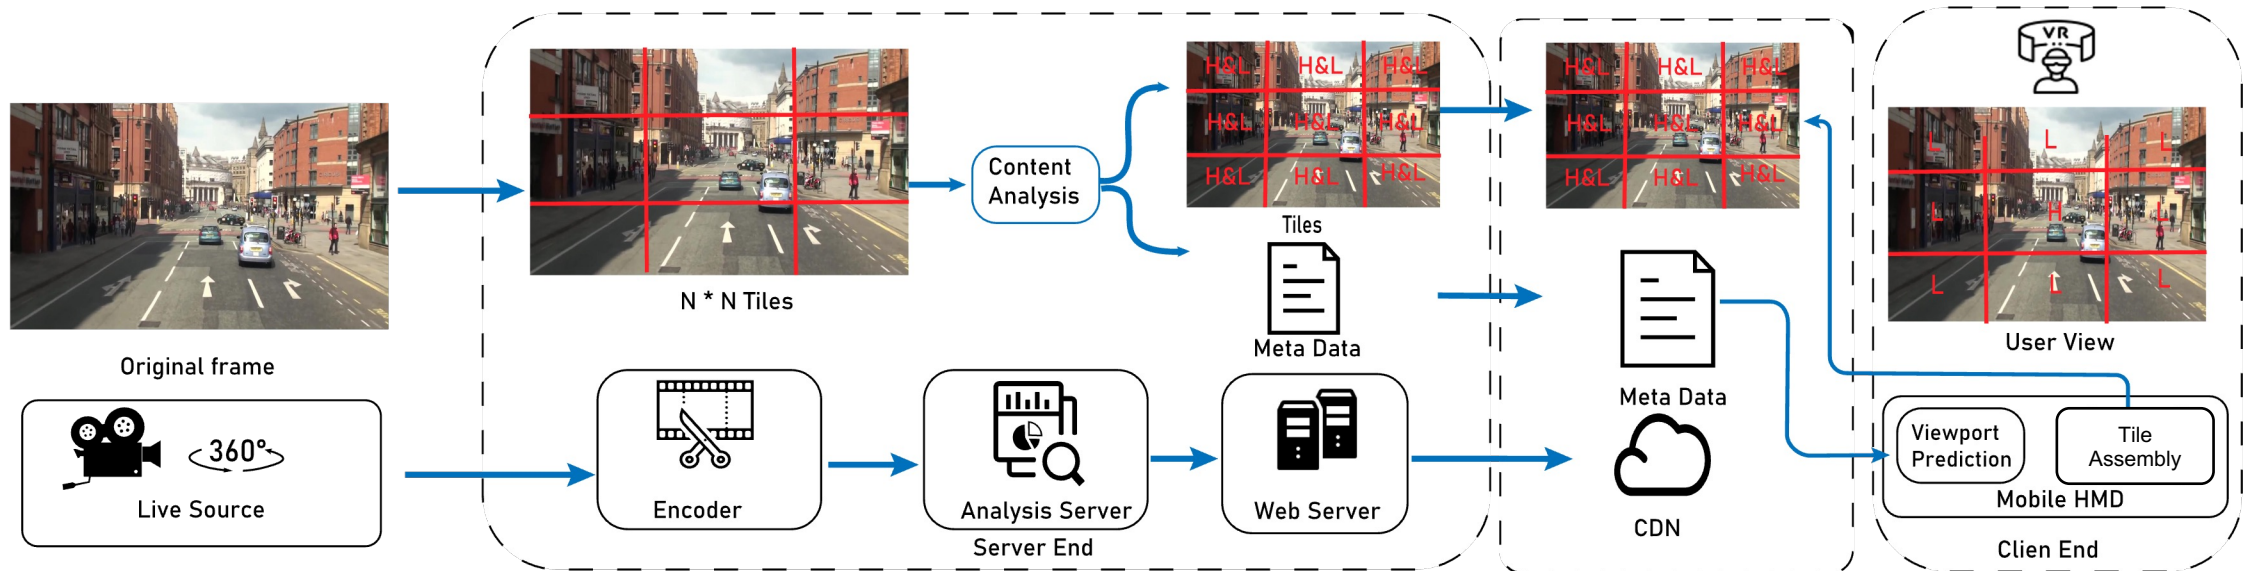 Original frame
360°
Live Source
N * N Tiles
Content
Analysis
H&L H&L H&L
H&L H&L H&L
H&L H&L H&L
Tiles
Meta Data
Encoder
Analysis Server
Web Server
Server End
H&L H&L H&L
H&L H&L H&L
H&L H&L H&L
Meta Data
CDN
VR
L L L
L H L
L L L
User View
Viewport
Prediction
Tile
Assembly
Mobile HMD
Clien End